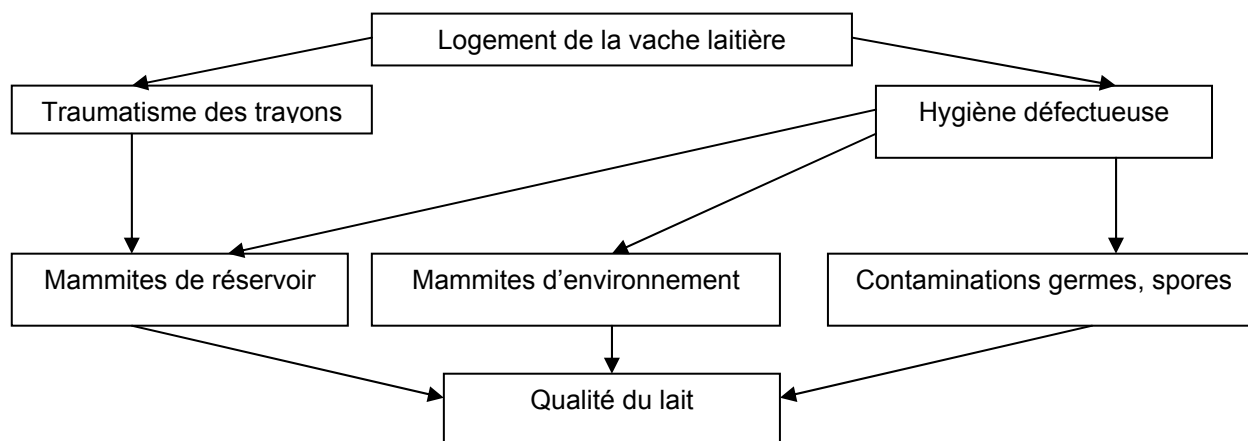 Logement de la vache laitière
Traumatisme des trayons
Hygiène défectueuse
Mammites de réservoir
Mammites d’environnement
Contaminations germes, spores
Qualité du lait